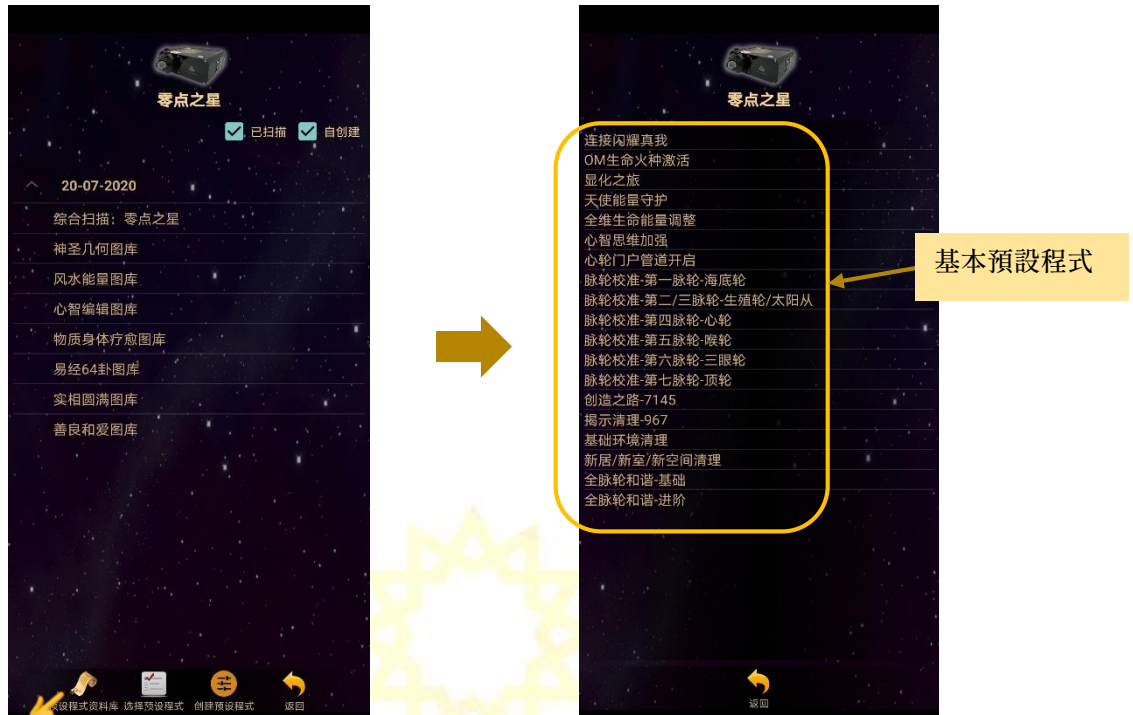 零点之星
已扫描 自创建
20-07-2020
综合扫描：零点之星
神圣几何图库
风水能量图库
心智编辑图库
物质身体疗愈图库
易经64卦图库
实相圆满图库
善良和爱图库
设程式资料库 选择预设程式 创建预设程式 返回
零点之星
连接闪耀真我
OM生命火种激活
显化之旅
天使能量守护
全维生命能量调整
心智思维加强
心轮门户管道开启
脉轮校准-第一脉轮-海底轮
脉轮校准-第二/三脉轮-生殖轮/太阳从
脉轮校准-第四脉轮-心轮
脉轮校准-第五脉轮-喉轮
脉轮校准-第六脉轮-三眼轮
脉轮校准-第七脉轮-顶轮
创造之路-7145
揭示清理-967
基础环境清理
新居/新室/新空间清理
全脉轮和谐-基础
全脉轮和谐-进阶
返回
基本預設程式